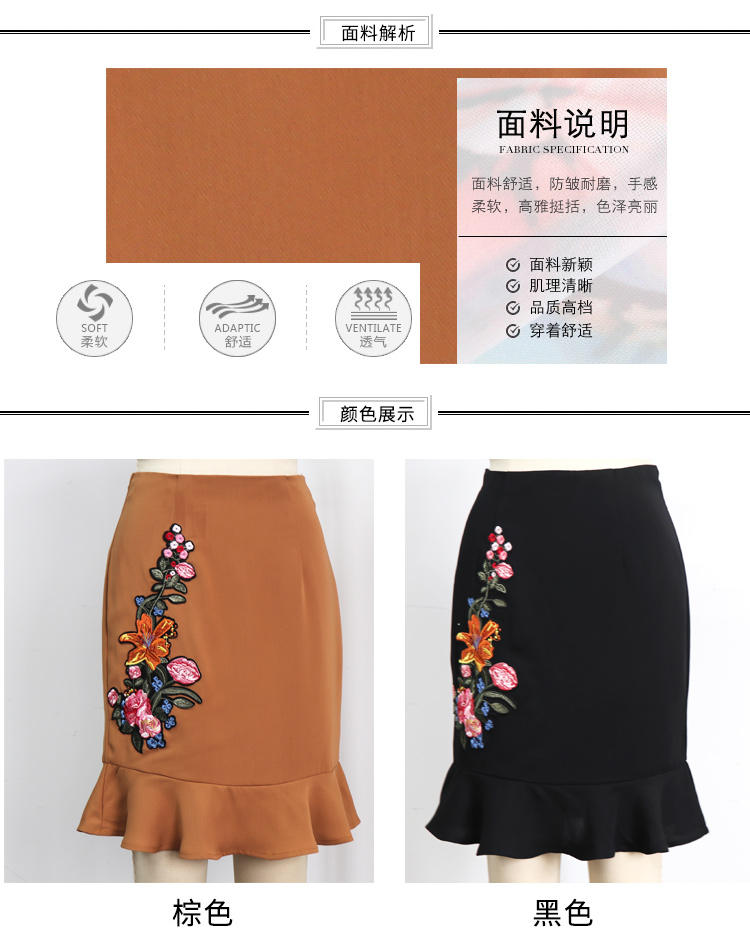 面料解析
面料说明
FABRIC SPECIFICATION
面料舒适，防皱耐磨，手感
柔软，高雅挺括，色泽亮丽
面料新颖
肌理清晰
品质高档
穿着舒适
SOFT
柔软
ADAPTIC
舒适
VENTILATE
透气
颜色展示
棕色
黑色